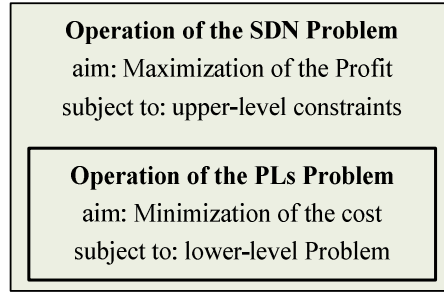 Operation of the SDN Problem
aim: Maximization of the Profit
subject to: upper-level constraints
Operation of the PLs Problem
aim: Minimization of the cost
subject to: lower-level Problem